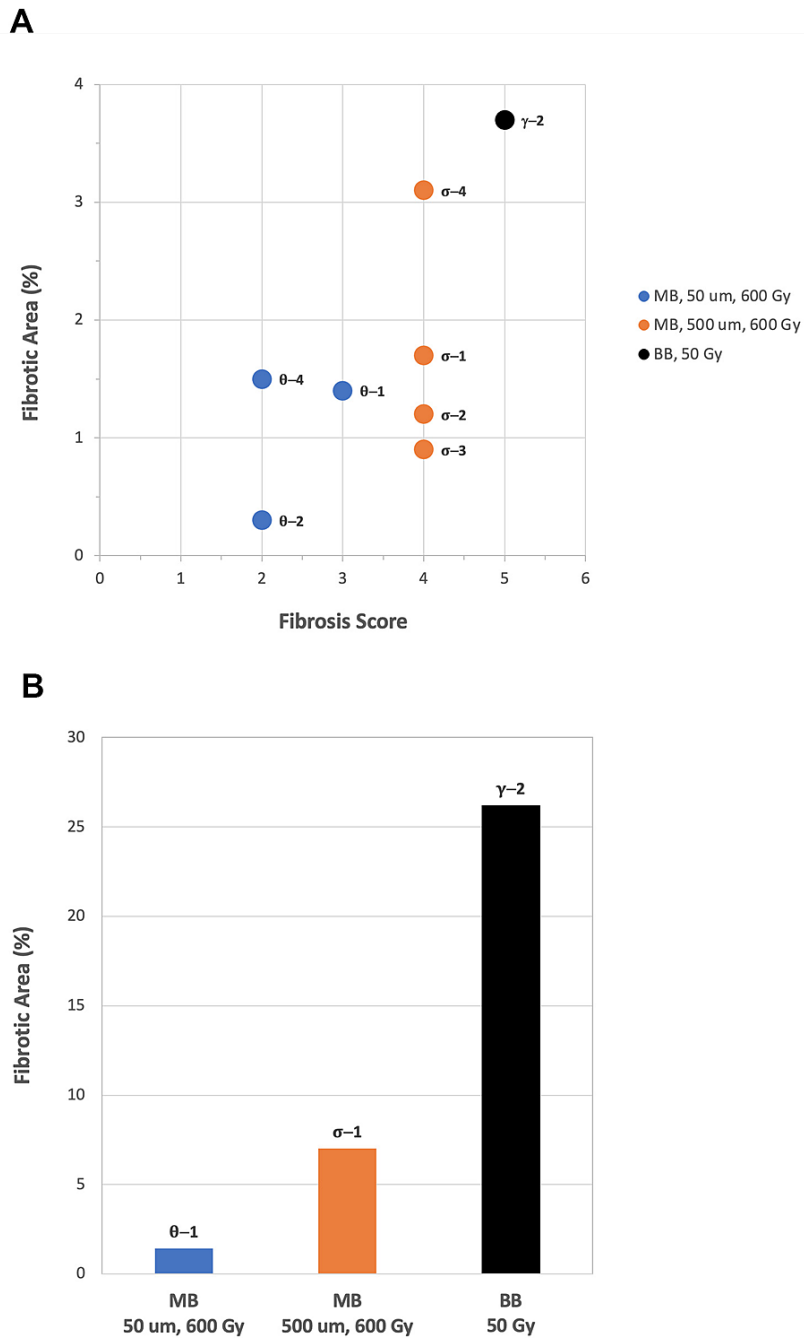 A
4
3
2
1
0
Fibrotic Area (%)
γ–2
σ–4
σ–1
σ–2
σ–3
θ–4
θ–1
θ–2
0 1 2 3 4 5 6
Fibrosis Score
MB, 50 um, 600 Gy
MB, 500 um, 600 Gy
BB, 50 Gy
B
30
25
20
15
10
5
0
Fibrotic Area (%)
γ–2
σ–1
θ–1
MB MB BB
50 um, 600 Gy 500 um, 600 Gy 50 Gy